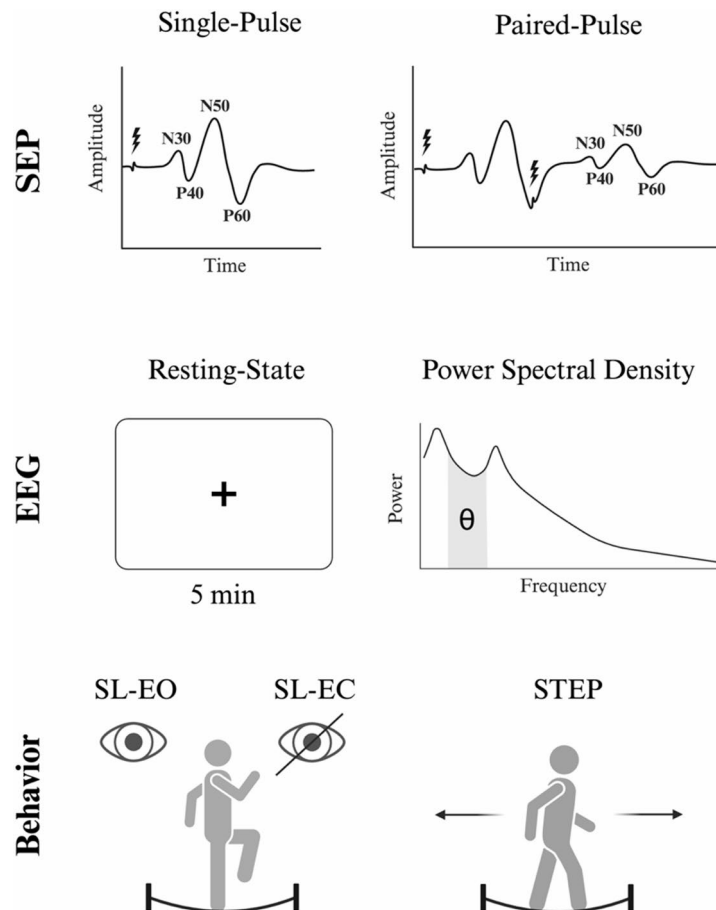 Single-Pulse
Paired-Pulse
SEP
Amplitude
N30
P40
N50
P60
Time
Amplitude
N30
P40
N50
P60
Time
Resting-State
Power Spectral Density
EEG
+
5 min
Power
θ
Frequency
SL-EO
SL-EC
STEP
Behavior